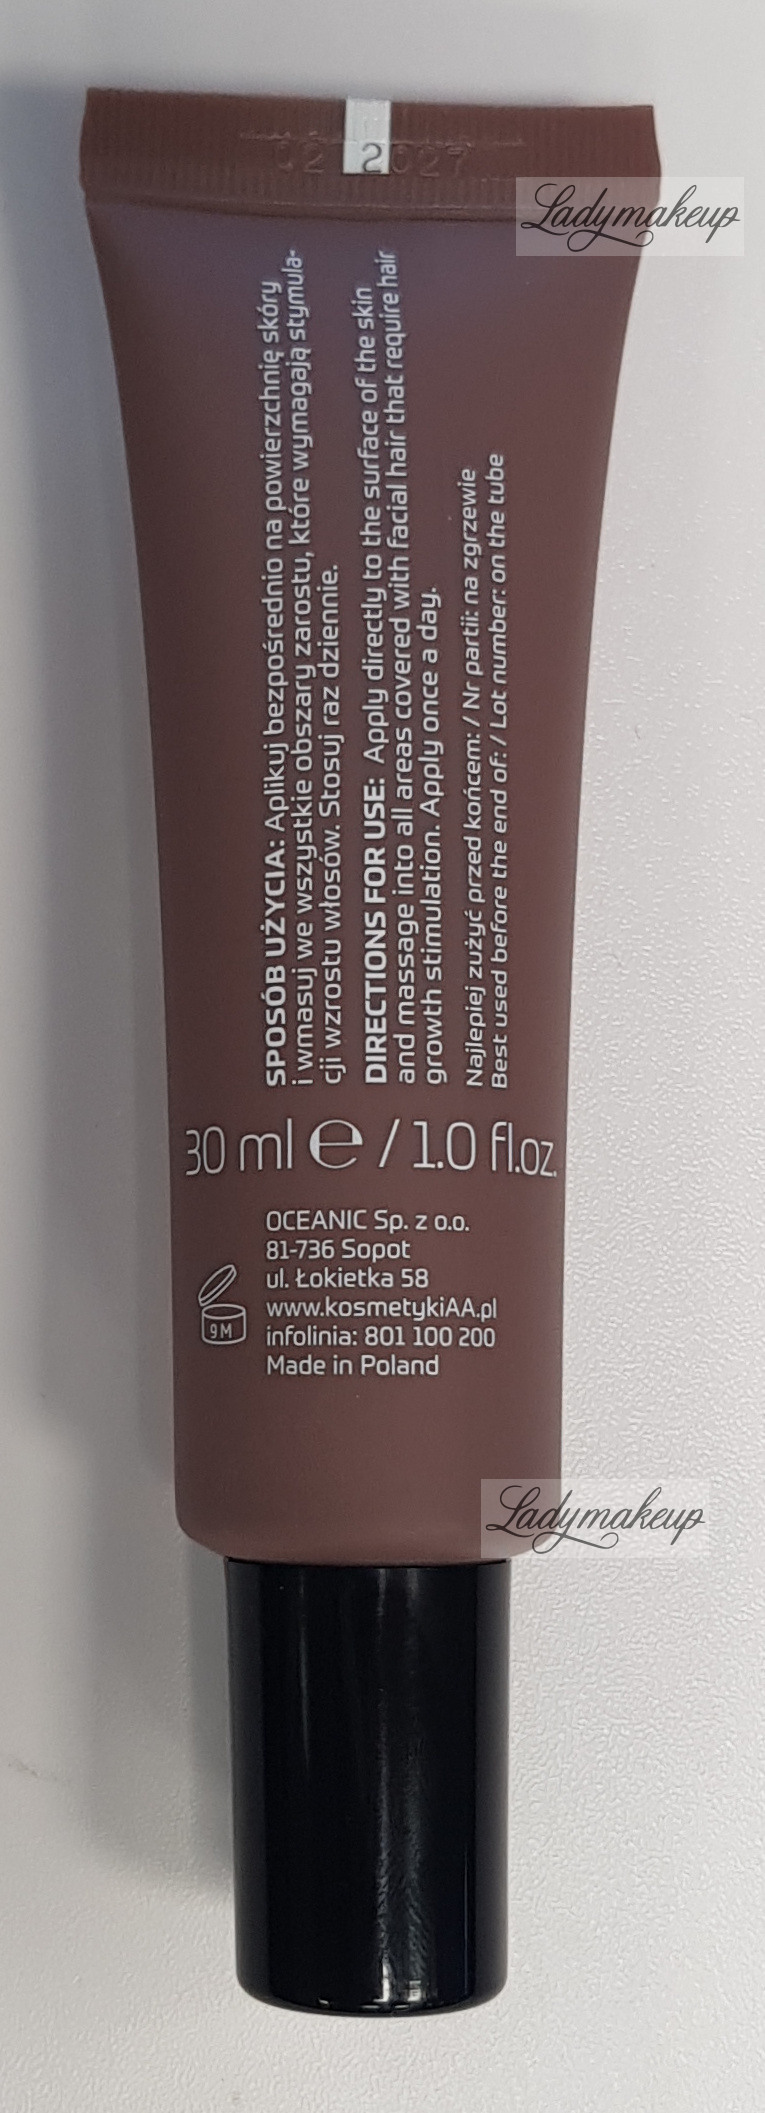 02 2027
Ladymakeup
SPOSÓB UŻYCIA: Aplikuj bezpośrednio na powierzchnię skóry
i wmasuj we wszystkie obszary zarostu, które wymagają stymula-
cji wzrostu włosów. Stosuj raz dziennie.
DIRECTIONS FOR USE: Apply directly to the surface of the skin
and massage into all areas covered with facial hair that require hair
growth stimulation. Apply once a day.
Najlepiej zużyć przed końcem: / Nr partii: na zgrzewie
Best used before the end of: / Lot number: on the tube
30 ml e / 1.0 fl.oz.
OCEANIC Sp. z o.o.
81-736 Sopot
ul. Łokietka 58
www.kosmetykiAA.pl
infolinia: 801 100 200
Made in Poland
9M
Ladymakeup